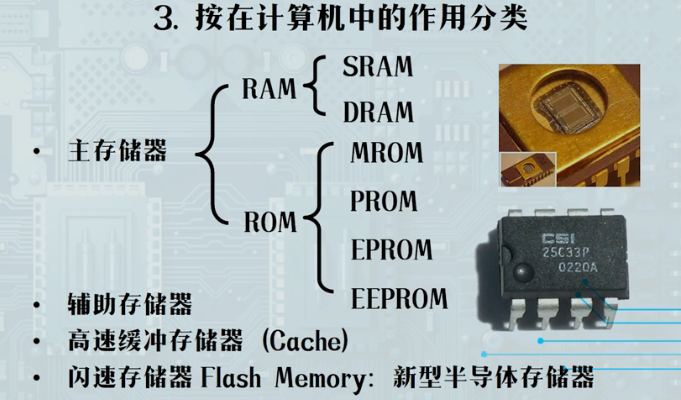 3. 按在计算机中的作用分类
SRAM
RAM
DRAM
• 主存储器
MROM
PROM
ROM
EPROM
EEPROM
• 辅助存储器
• 高速缓冲存储器 (Cache)
• 闪速存储器 Flash Memory: 新型半导体存储器
CSI
25C33P
0220A